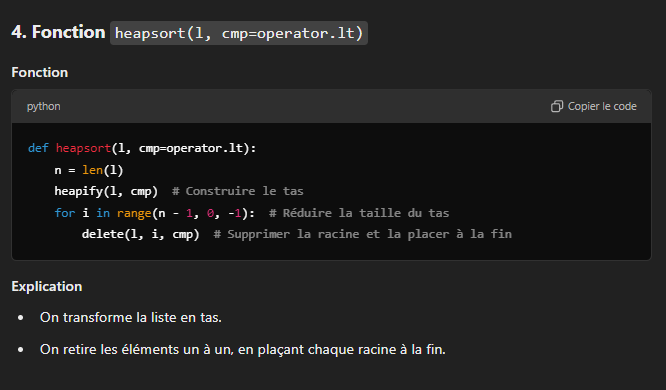 4. Fonction heapsort(l, cmp=operator.lt)
Fonction
python
Copier le code
def heapsort(l, cmp=operator.lt):
    n = len(l)
    heapify(l, cmp)  # Construire le tas
    for i in range(n - 1, 0, -1):  # Réduire la taille du tas
        delete(l, i, cmp)  # Supprimer la racine et la placer à la fin
Explication
• On transforme la liste en tas.
• On retire les éléments un à un, en plaçant chaque racine à la fin.